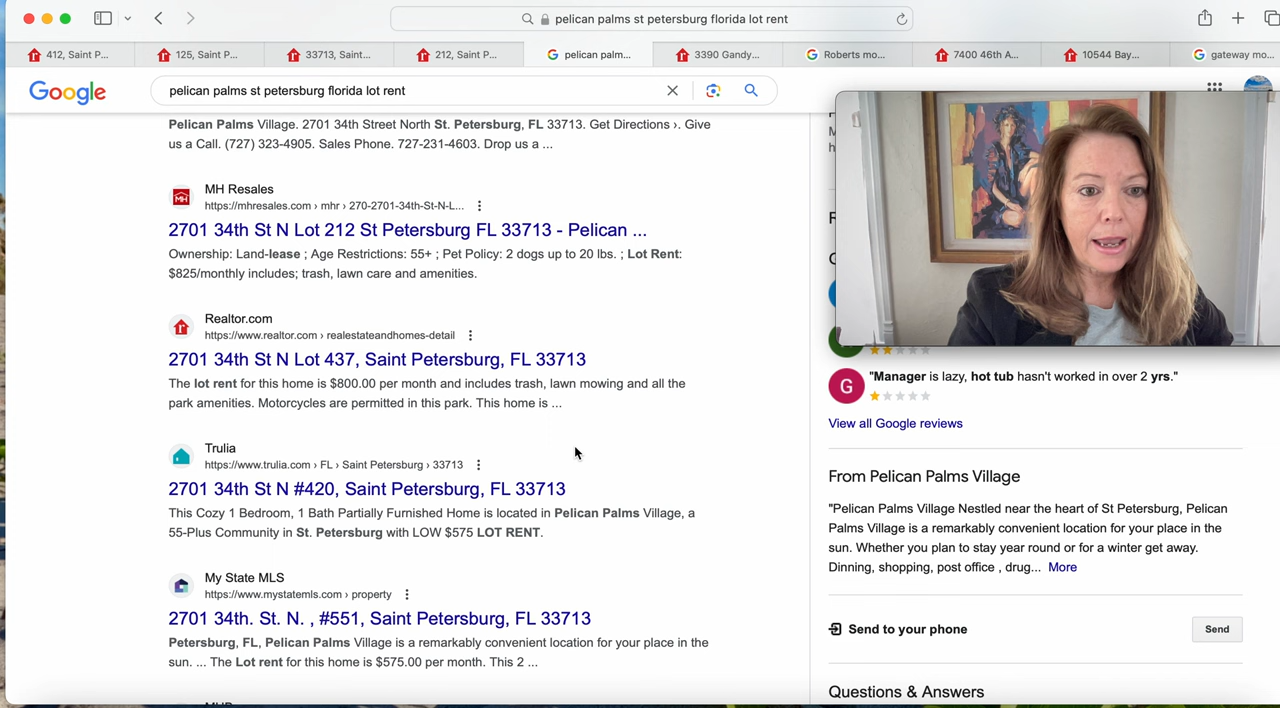 pelican palms st petersburg florida lot rent
412, Saint P...
125, Saint P...
33713, Saint...
212, Saint P...
pelican palm...
3390 Gandy...
Roberts mo...
7400 46th A...
10544 Bay...
gateway mo...
Google
pelican palms st petersburg florida lot rent
Pelican Palms Village. 2701 34th Street North St. Petersburg, FL 33713. Get Directions ›. Give
us a Call. (727) 323-4905. Sales Phone. 727-231-4603. Drop us a ...
MH
MH Resales
https://mhresales.com › mhr › 270-2701-34th-St-N-L...
2701 34th St N Lot 212 St Petersburg FL 33713 - Pelican ...
Ownership: Land-lease ; Age Restrictions: 55+ ; Pet Policy: 2 dogs up to 20 lbs. ; Lot Rent:
$825/monthly includes; trash, lawn care and amenities.
Realtor.com
https://www.realtor.com › realestateandhomes-detail
2701 34th St N Lot 437, Saint Petersburg, FL 33713
The lot rent for this home is $800.00 per month and includes trash, lawn mowing and all the
park amenities. Motorcycles are permitted in this park. This home is ...
Trulia
https://www.trulia.com › FL › Saint Petersburg › 33713
2701 34th St N #420, Saint Petersburg, FL 33713
This Cozy 1 Bedroom, 1 Bath Partially Furnished Home is located in Pelican Palms Village, a
55-Plus Community in St. Petersburg with LOW $575 LOT RENT.
My State MLS
https://www.mystatemls.com › property
2701 34th. St. N. , #551, Saint Petersburg, FL 33713
Petersburg, FL, Pelican Palms Village is a remarkably convenient location for your place in the
sun. ... The Lot rent for this home is $575.00 per month. This 2 ...
G
"Manager is lazy, hot tub hasn't worked in over 2 yrs."
View all Google reviews
From Pelican Palms Village
"Pelican Palms Village Nestled near the heart of St Petersburg, Pelican
Palms Village is a remarkably convenient location for your place in the
sun. Whether you plan to stay year round or for a winter get away.
Dinning, shopping, post office , drug... More
Send to your phone
Send
Questions & Answers